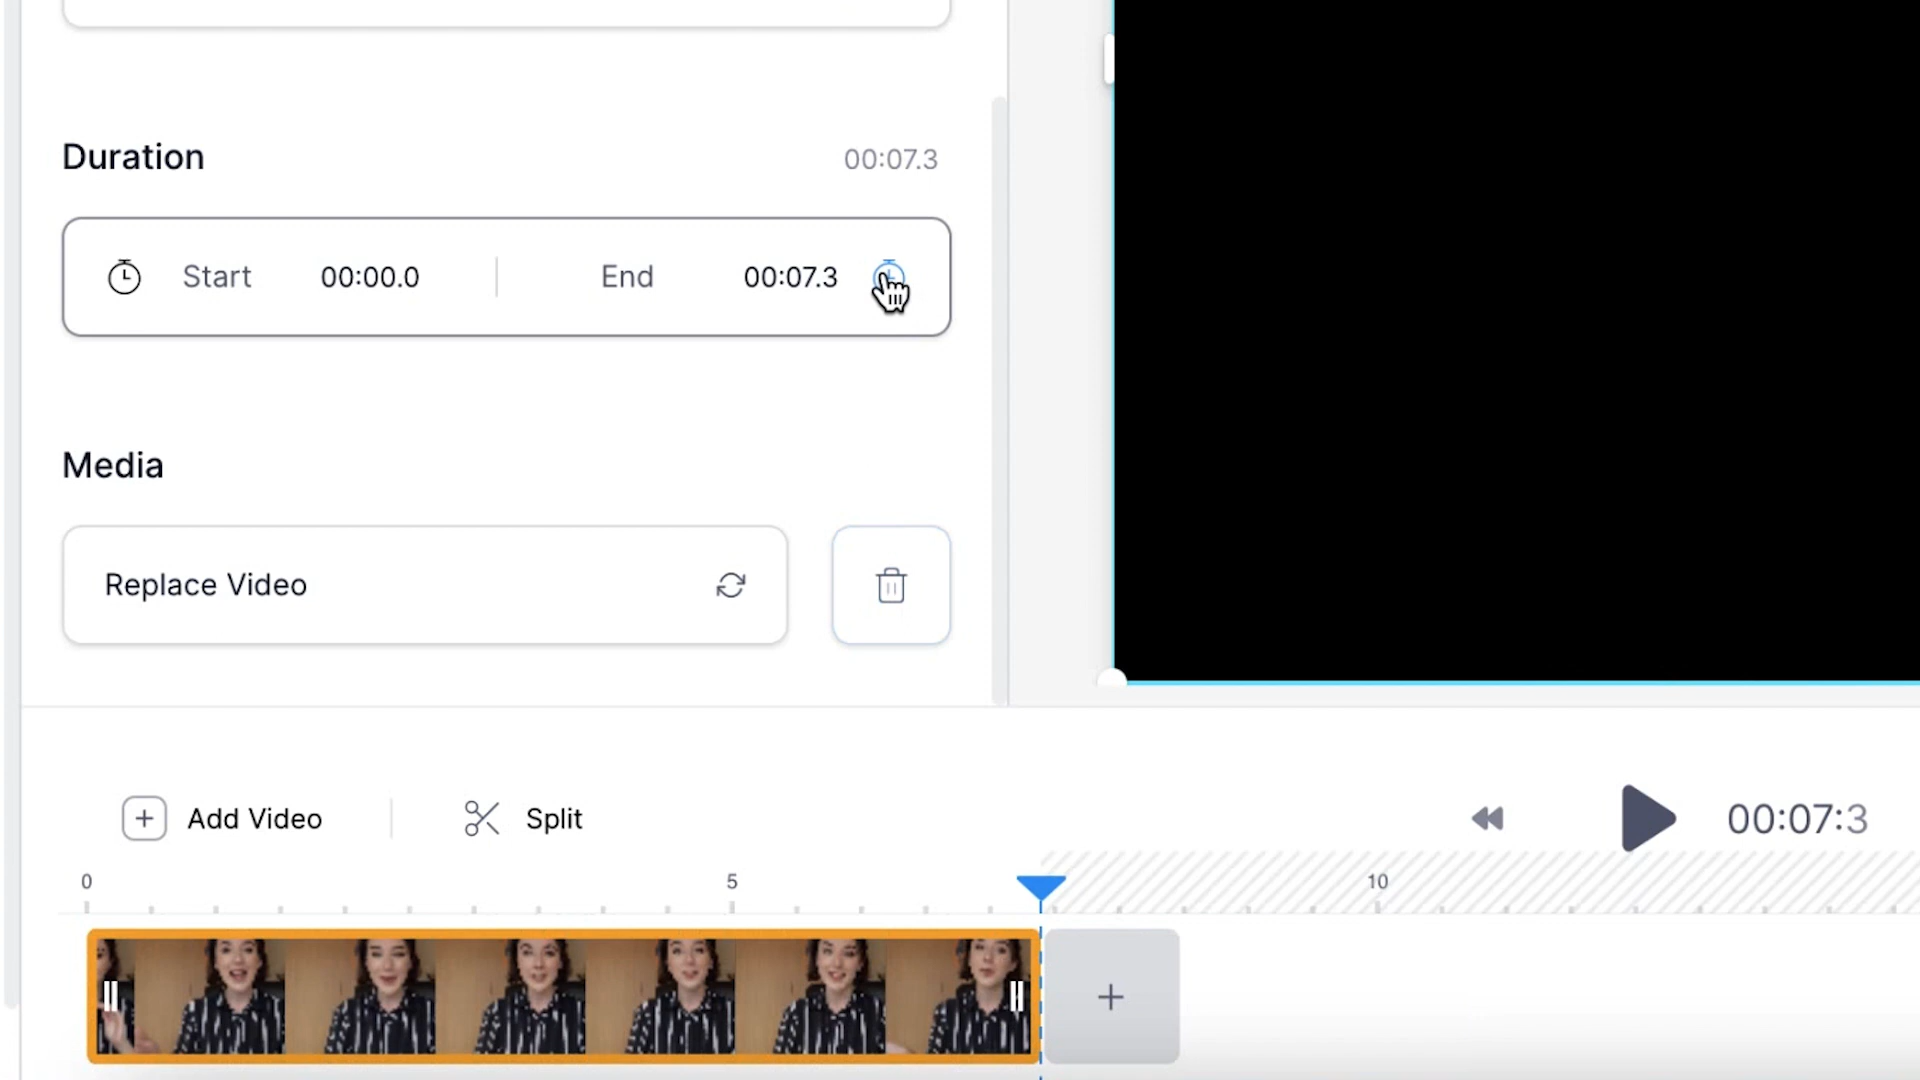 Duration 00:07.3
Start 00:00.0 End 00:07.3
Media
Replace Video
Add Video Split 00:07:3
0 5 10